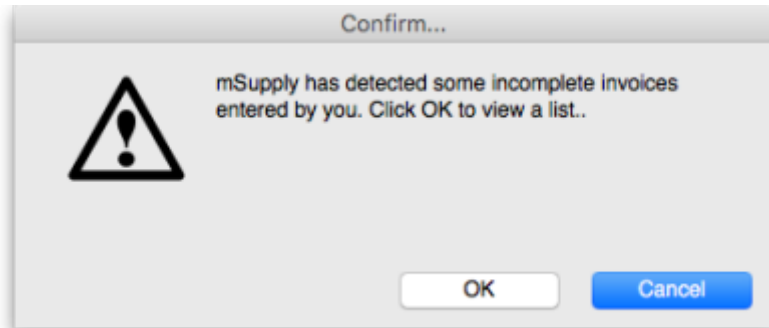 Confirm...
mSupply has detected some incomplete invoices
entered by you. Click OK to view a list..
OK
Cancel